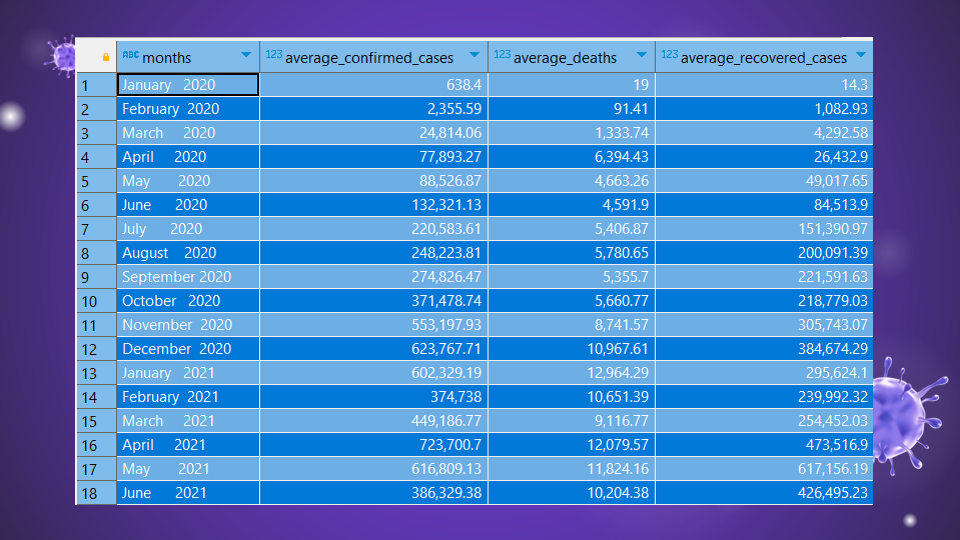 ABC months 123 average_confirmed_cases 123 average_deaths 123 average_recovered_cases
1 January 2020 638.4 19 14.3
2 February 2020 2,355.59 91.41 1,082.93
3 March 2020 24,814.06 1,333.74 4,292.58
4 April 2020 77,893.27 6,394.43 26,432.9
5 May 2020 88,526.87 4,663.26 49,017.65
6 June 2020 132,321.13 4,591.9 84,513.9
7 July 2020 220,583.61 5,406.87 151,390.97
8 August 2020 248,223.81 5,780.65 200,091.39
9 September 2020 274,826.47 5,355.7 221,591.63
10 October 2020 371,478.74 5,660.77 218,779.03
11 November 2020 553,197.93 8,741.57 305,743.07
12 December 2020 623,767.71 10,967.61 384,674.29
13 January 2021 602,329.19 12,964.29 295,624.1
14 February 2021 374,738 10,651.39 239,992.32
15 March 2021 449,186.77 9,116.77 254,452.03
16 April 2021 723,700.7 12,079.57 473,516.9
17 May 2021 616,809.13 11,824.16 617,156.19
18 June 2021 386,329.38 10,204.38 426,495.23